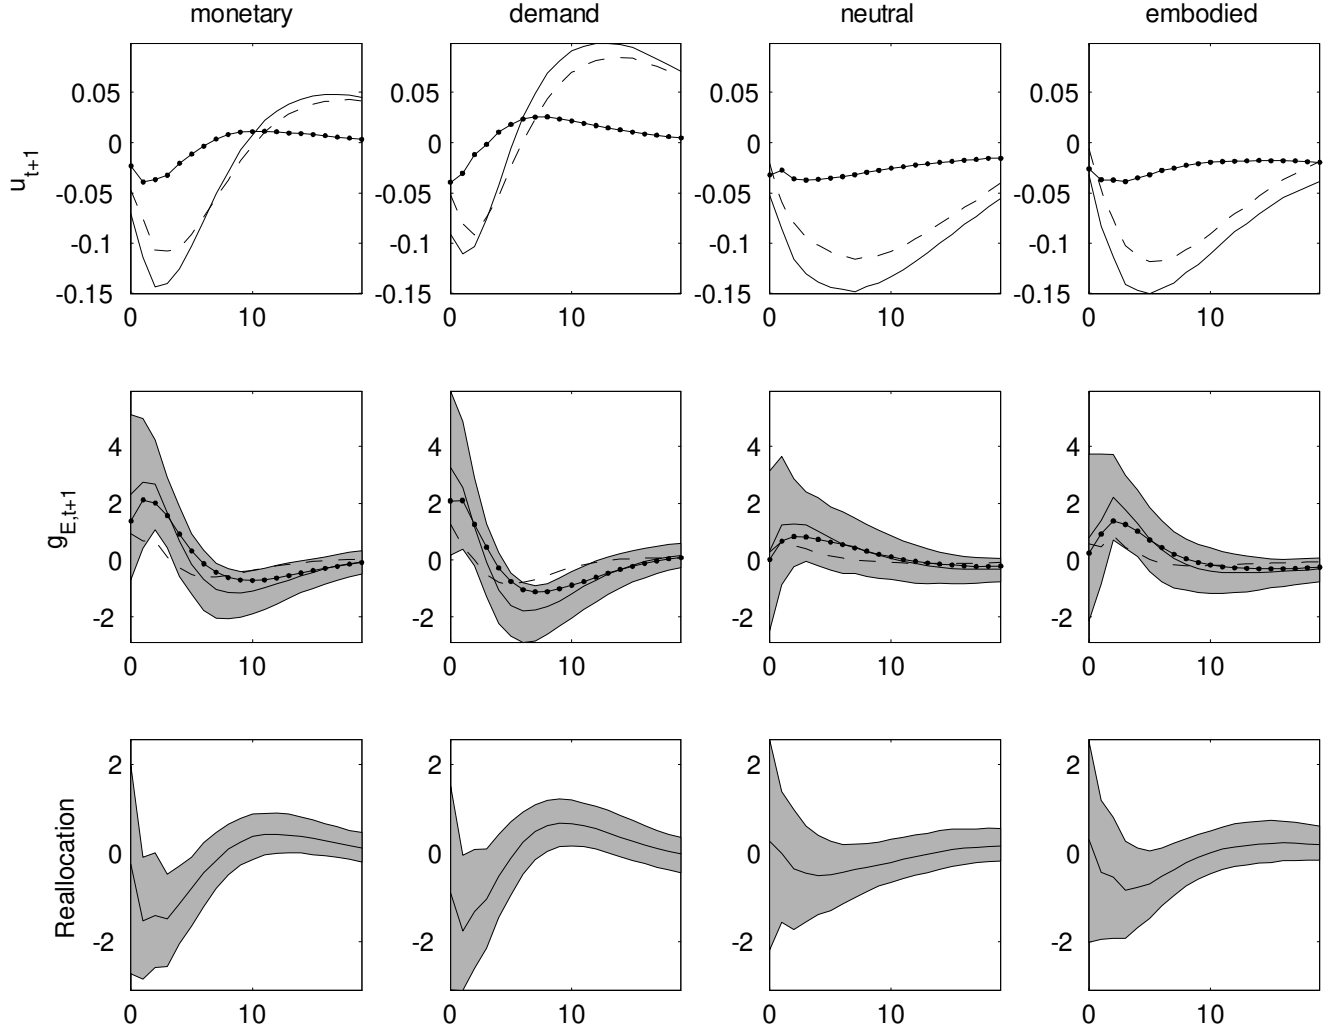 monetary demand neutral embodied
0.05 0.05 0.05 0.05
0 0 0 0
-0.05 -0.05 -0.05 -0.05
-0.1 -0.1 -0.1 -0.1
-0.15 -0.15 -0.15 -0.15
u_{t+1}
0 10 0 10 0 10 0 10
4 4 4 4
2 2 2 2
0 0 0 0
-2 -2 -2 -2
g_{E,t+1}
0 10 0 10 0 10 0 10
2 2 2 2
0 0 0 0
-2 -2 -2 -2
Reallocation
0 10 0 10 0 10 0 10